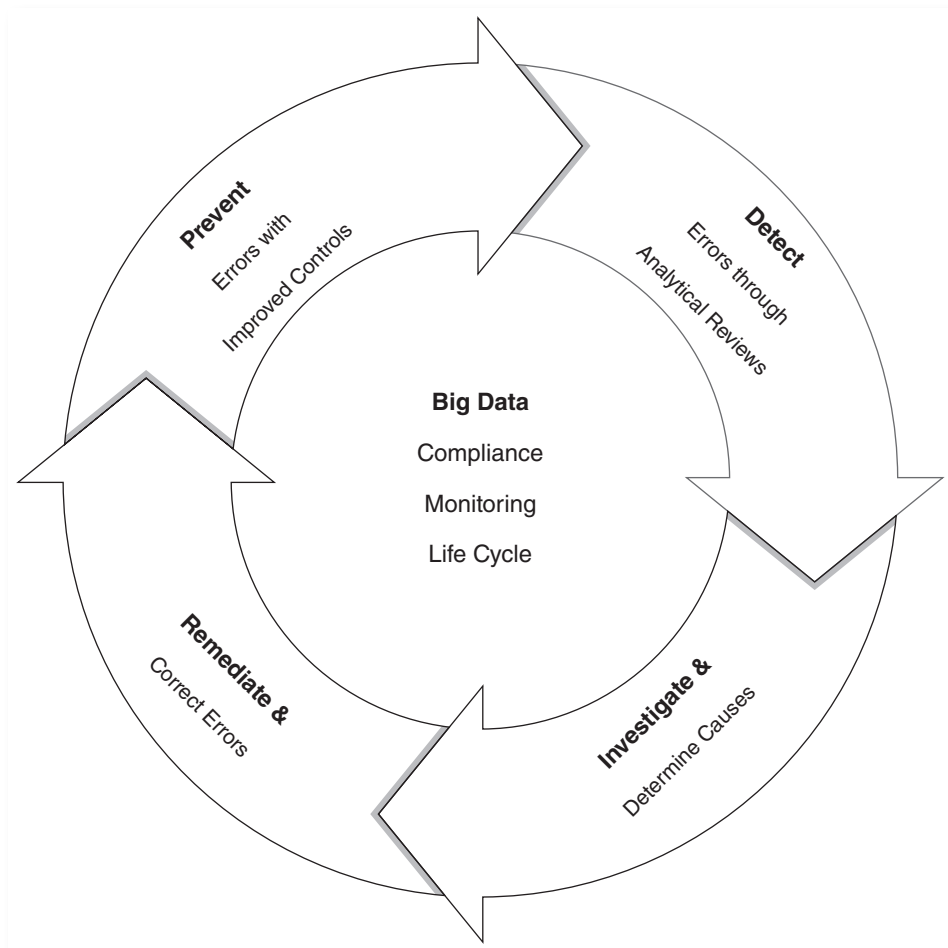 Prevent
Errors with
Improved Controls
Detect
Errors through
Analytical Reviews
Big Data
Compliance
Monitoring
Life Cycle
Remediate &
Correct Errors
Investigate &
Determine Causes